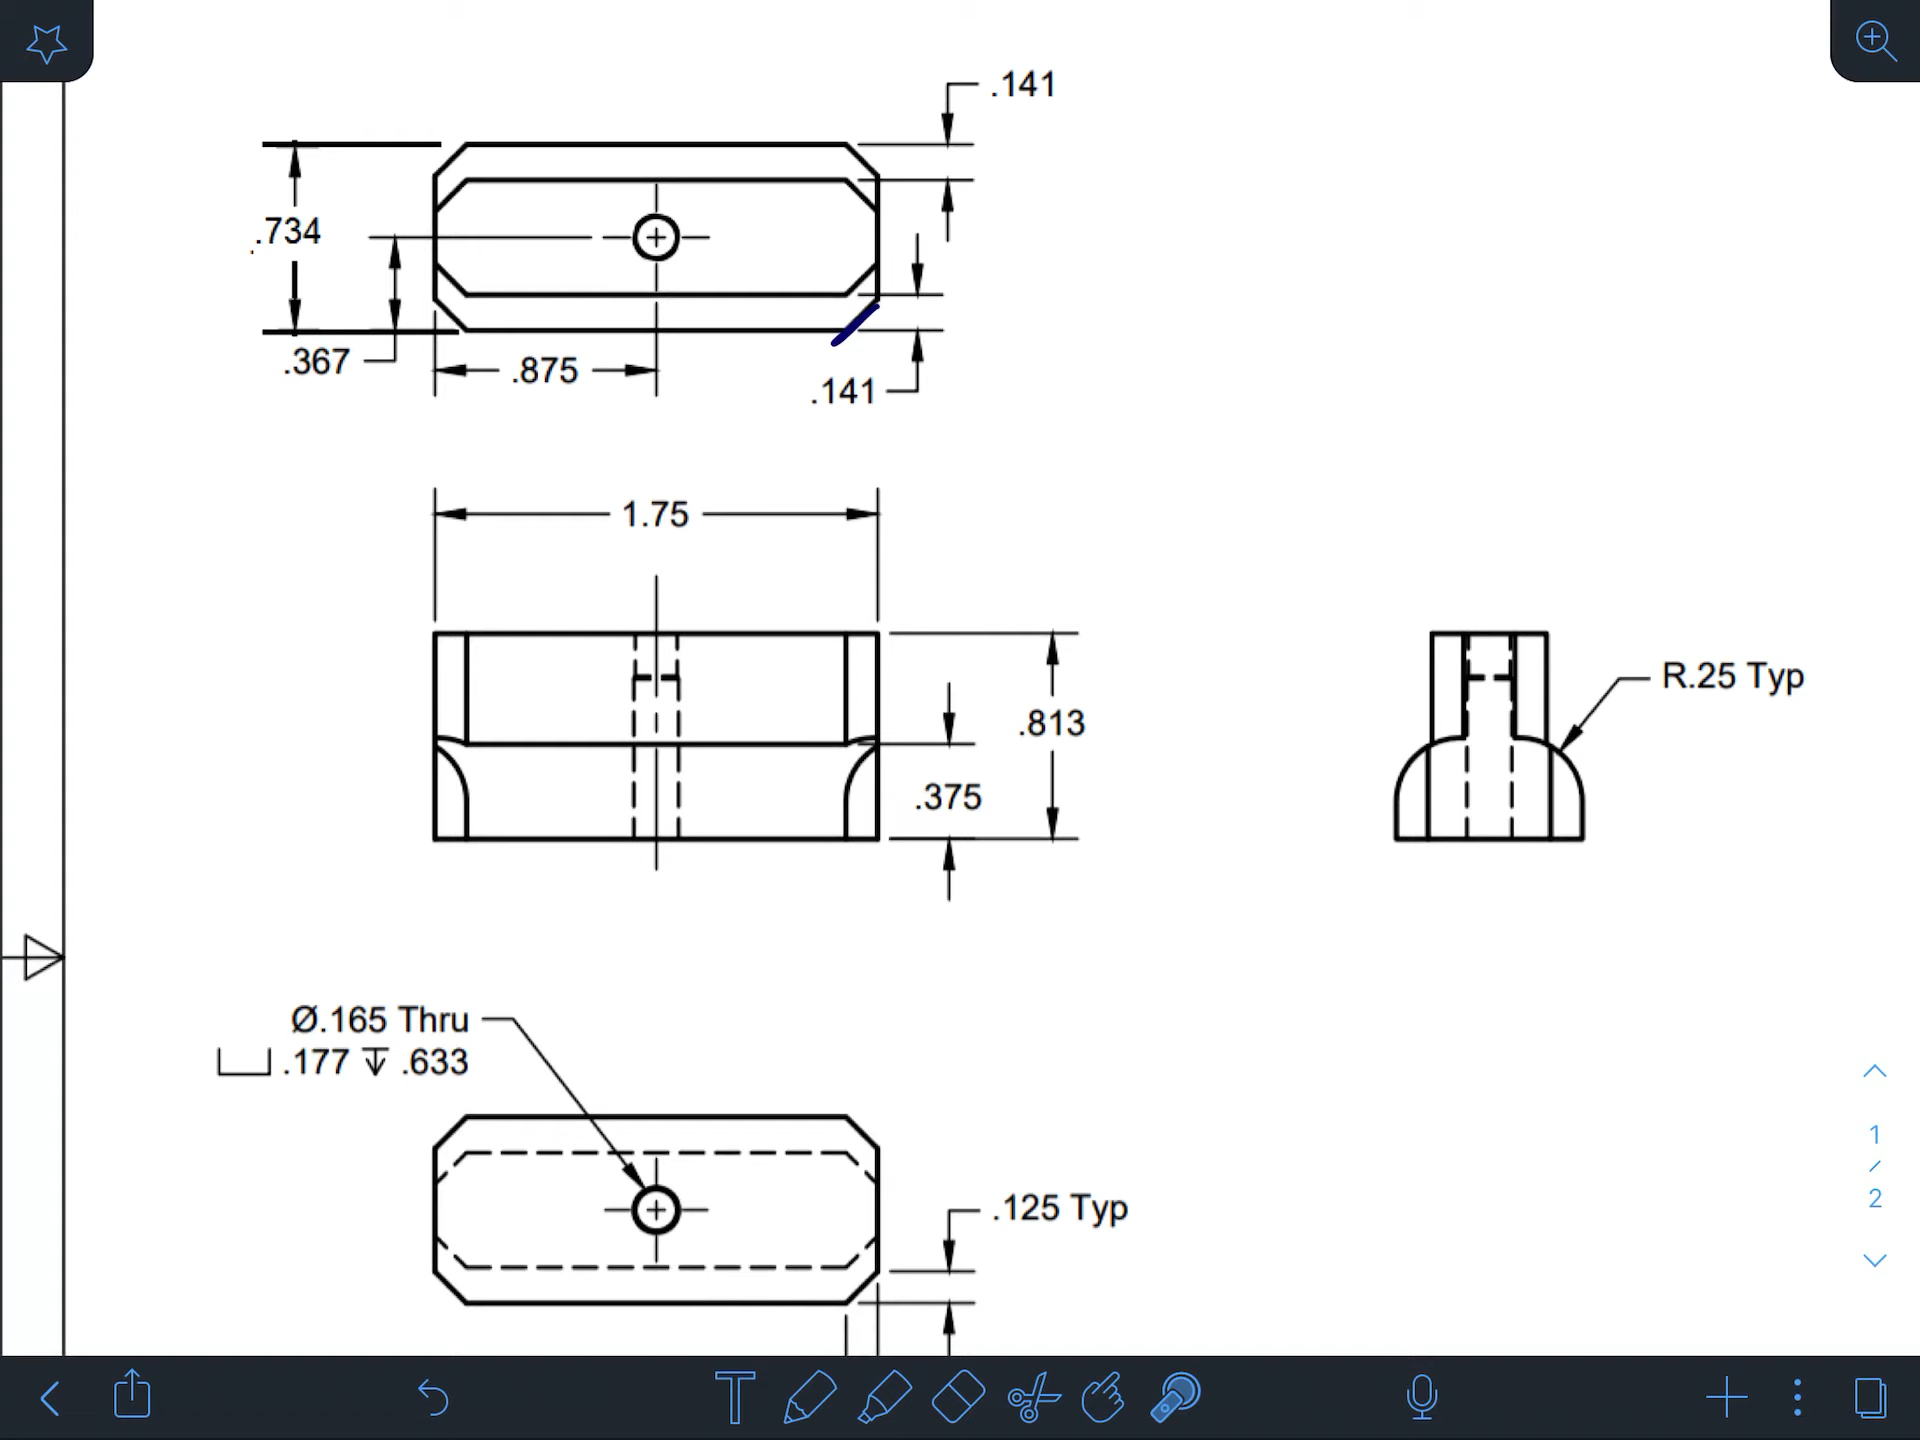 .141
.734
.367
.875
.141
1.75
.813
.375
R.25 Typ
Ø.165 Thru
⌴ .177 ↧ .633
.125 Typ
1
/
2